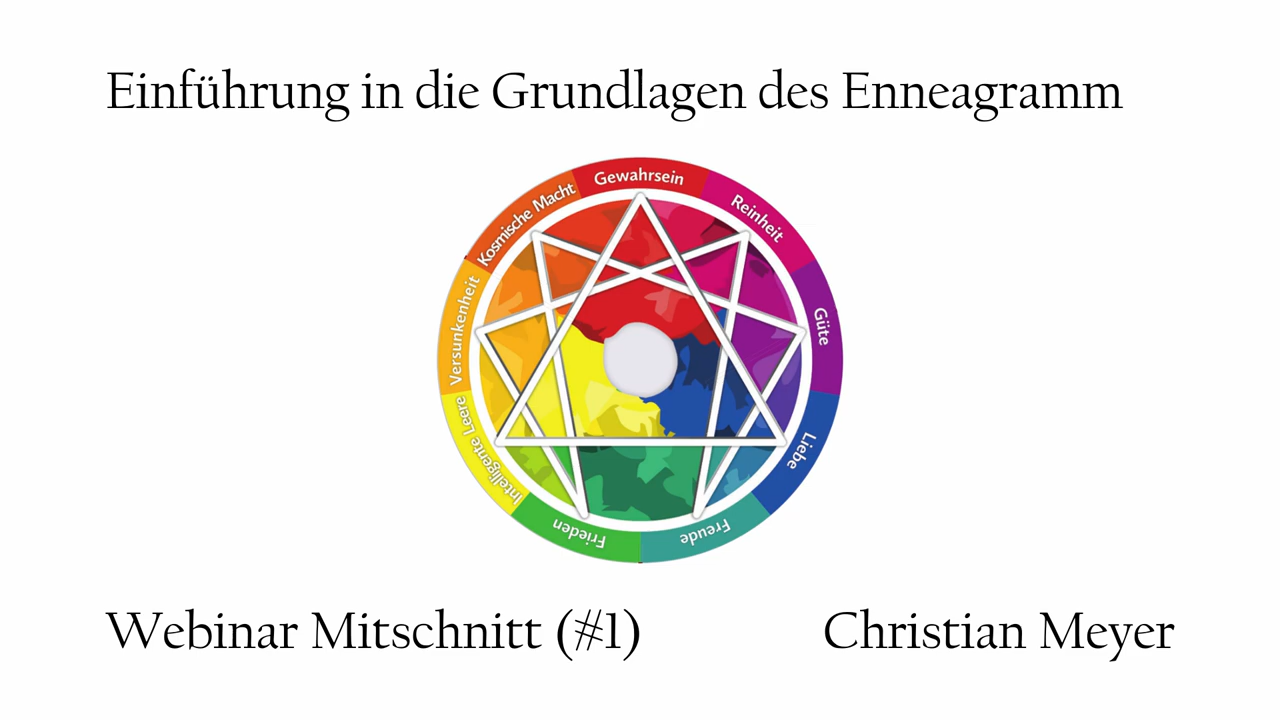 Einführung in die Grundlagen des Enneagramm
Gewahrsein
Reinheit
Güte
Liebe
Freude
Frieden
Intelligente Leere
Versunkenheit
Kosmische Macht
Webinar Mitschnitt (#1)
Christian Meyer